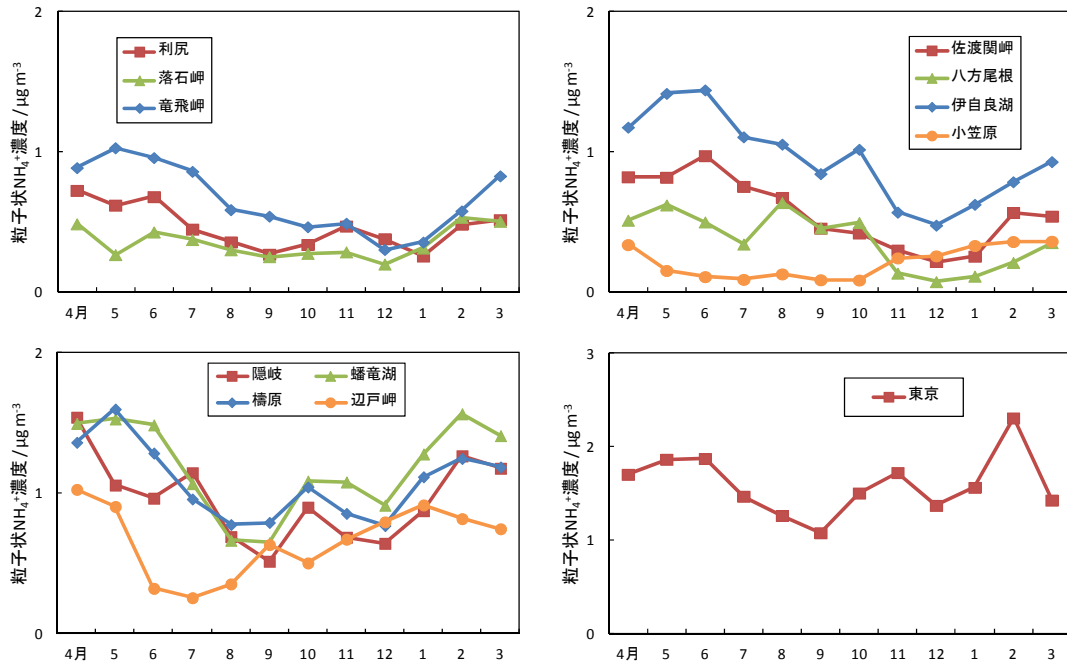 粒子状NH₄⁺濃度 / μg m⁻³
2
1
0
利尻
落石岬
竜飛岬
4月 5 6 7 8 9 10 11 12 1 2 3
2
1
0
佐渡関岬
八方尾根
伊自良湖
小笠原
4月 5 6 7 8 9 10 11 12 1 2 3
粒子状NH₄⁺濃度 / μg m⁻³
2
1
0
隠岐 蟠竜湖
檮原 辺戸岬
4月 5 6 7 8 9 10 11 12 1 2 3
粒子状NH₄⁺濃度 / μg m⁻³
3
2
1
0
東京
4月 5 6 7 8 9 10 11 12 1 2 3
粒子状NH₄⁺濃度 / μg m⁻³